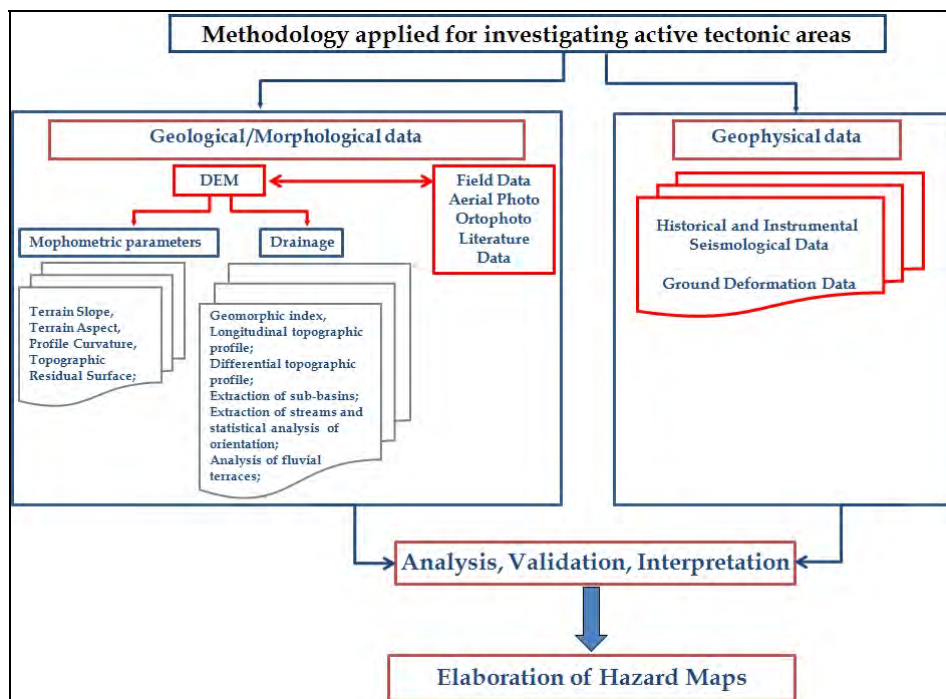 Methodology applied for investigating active tectonic areas
Geological/Morphological data
DEM
Field Data
Aerial Photo
Ortophoto
Literature
Data
Mophometric parameters
Drainage
Terrain Slope,
Terrain Aspect,
Profile Curvature,
Topographic
Residual Surface;
Geomorphic index,
Longitudinal topographic
profile;
Differential topographic
profile;
Extraction of sub-basins;
Extraction of streams and
statistical analysis of
orientation;
Analysis of fluvial
terraces;
Geophysical data
Historical and Instrumental
Seismological Data
Ground Deformation Data
Analysis, Validation, Interpretation
Elaboration of Hazard Maps